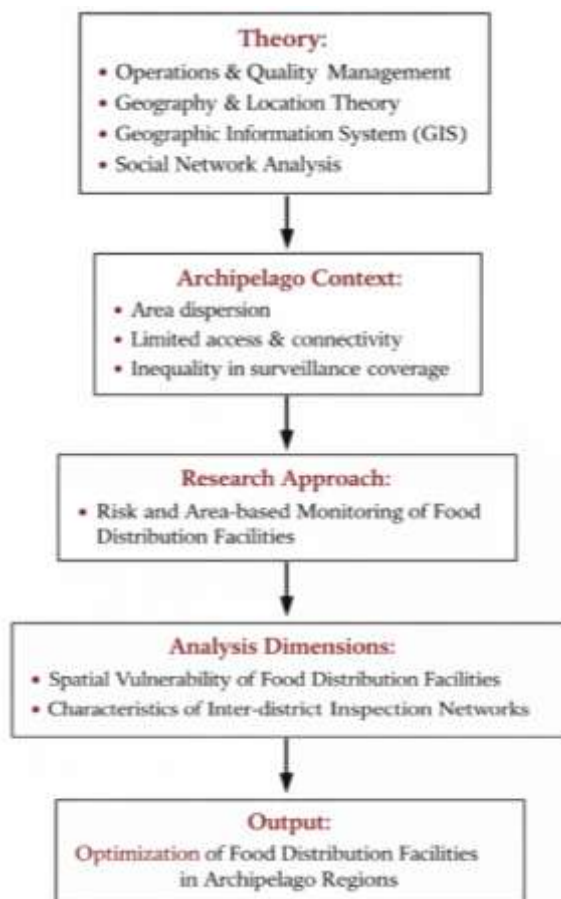 Theory:
• Operations & Quality Management
• Geography & Location Theory
• Geographic Information System (GIS)
• Social Network Analysis
Archipelago Context:
• Area dispersion
• Limited access & connectivity
• Inequality in surveillance coverage
Research Approach:
• Risk and Area-based Monitoring of Food
Distribution Facilities
Analysis Dimensions:
• Spatial Vulnerability of Food Distribution Facilities
• Characteristics of Inter-district Inspection Networks
Output:
Optimization of Food Distribution Facilities
in Archipelago Regions